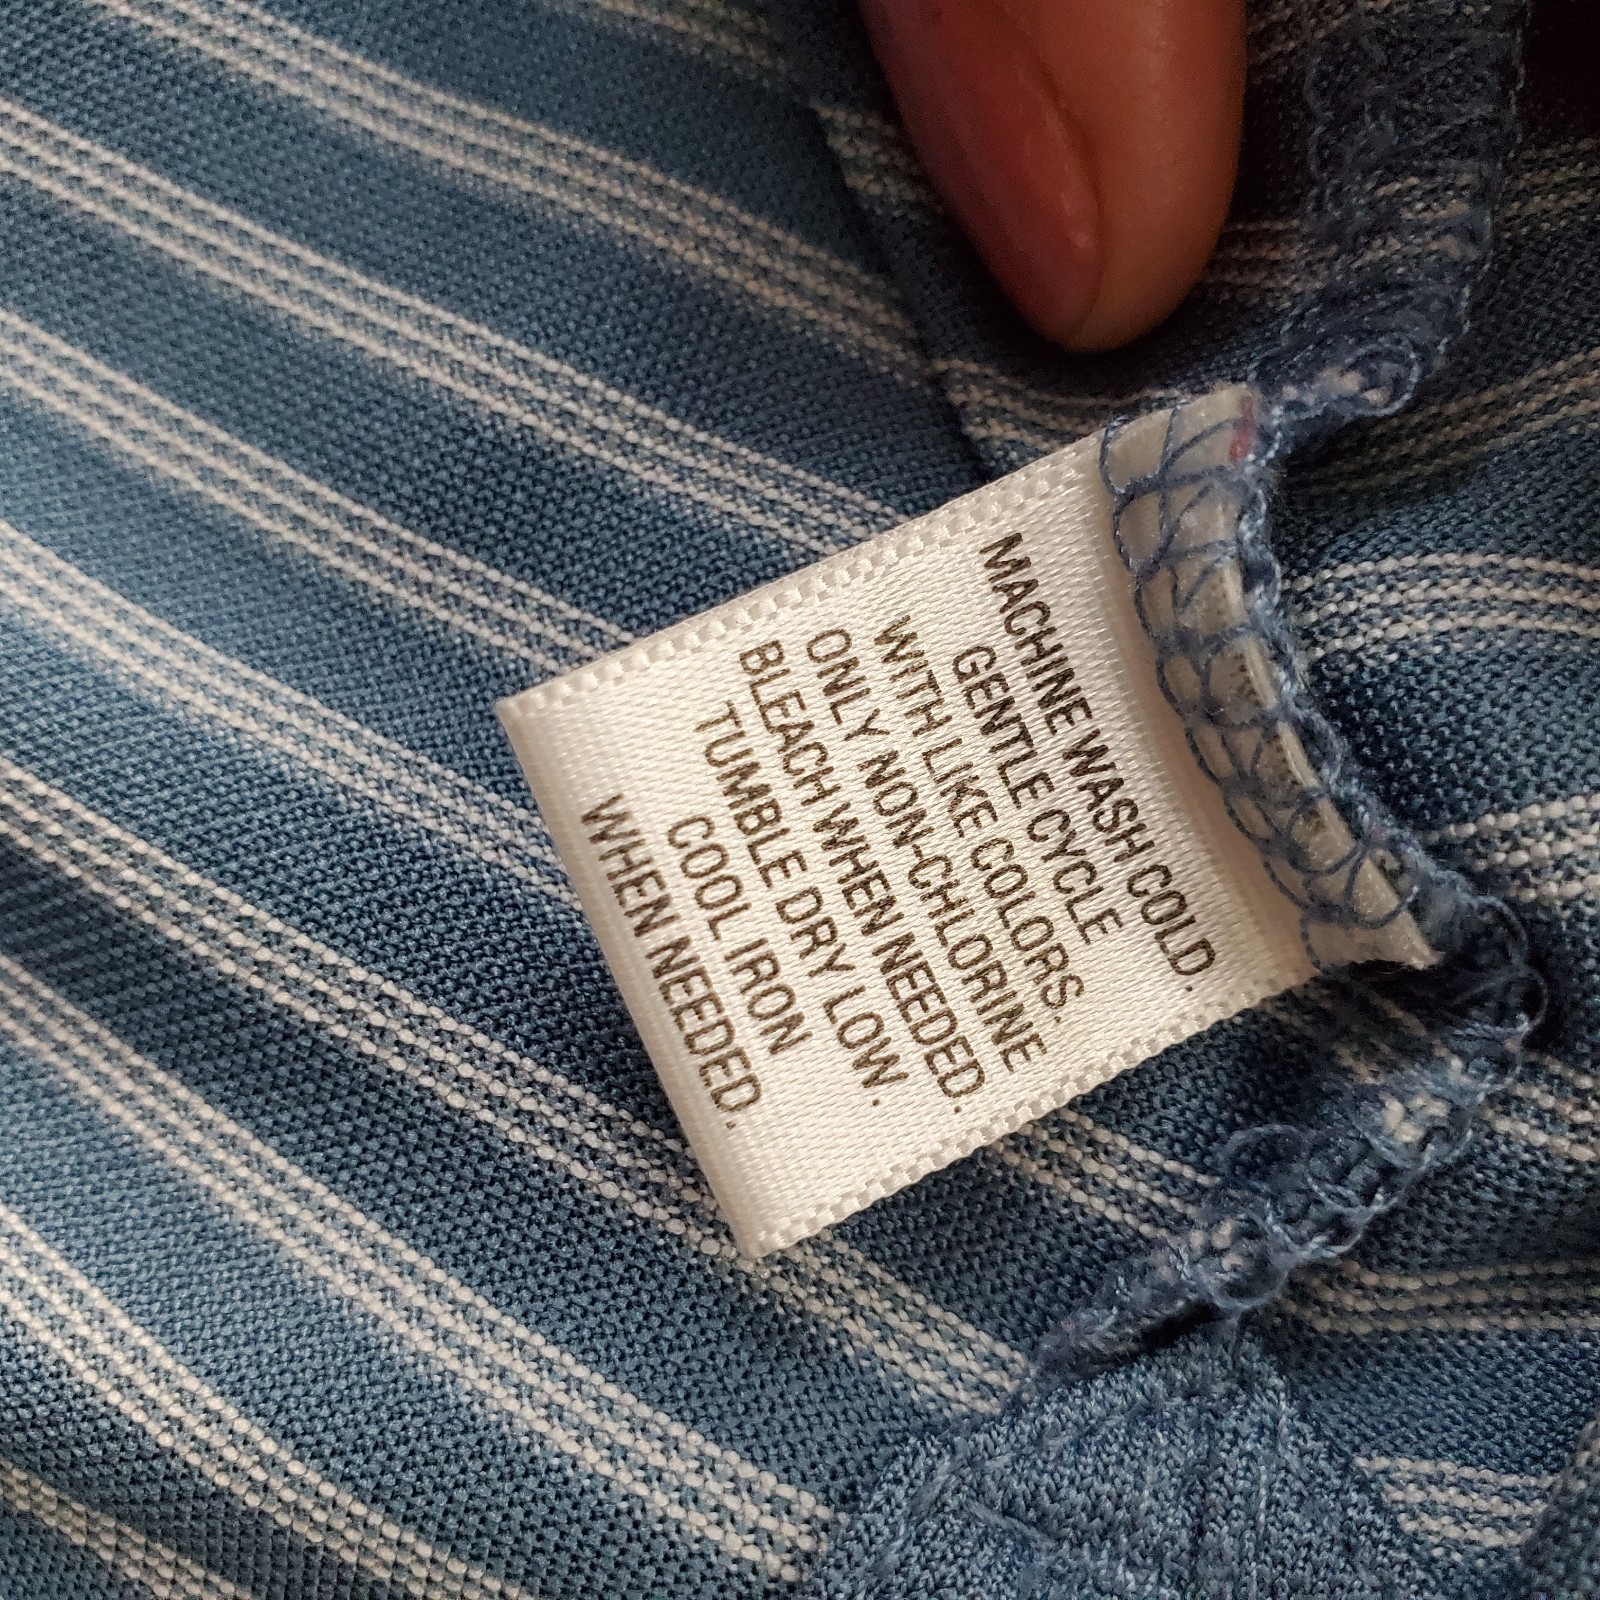 MACHINE WASH COLD.
GENTLE CYCLE
WITH LIKE COLORS.
ONLY NON-CHLORINE
BLEACH WHEN NEEDED.
TUMBLE DRY LOW.
COOL IRON
WHEN NEEDED.